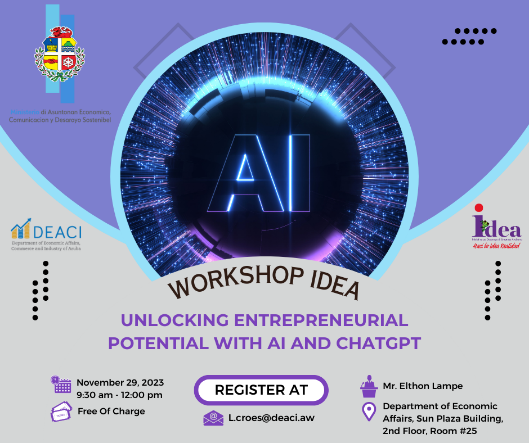 di Asuntonan Economico,
Comunicacion y Desaroyo Sostenibel
AI
DEACI
Department of Economic Affairs,
Commerce and Industry of Aruba
idea
WORKSHOP IDEA
UNLOCKING ENTREPRENEURIAL
POTENTIAL WITH AI AND CHATGPT
November 29, 2023
9:30 am - 12:00 pm
Free Of Charge
REGISTER AT
L.croes@deaci.aw
Mr. Elthon Lampe
Department of Economic
Affairs, Sun Plaza Building,
2nd Floor, Room #25